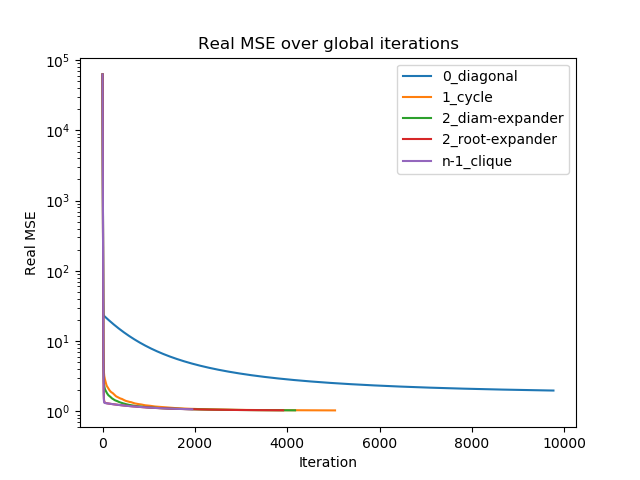 Real MSE over global iterations
10^5
10^4
10^3
10^2
10^1
10^0
Real MSE
0_diagonal
1_cycle
2_diam-expander
2_root-expander
n-1_clique
0 2000 4000 6000 8000 10000
Iteration